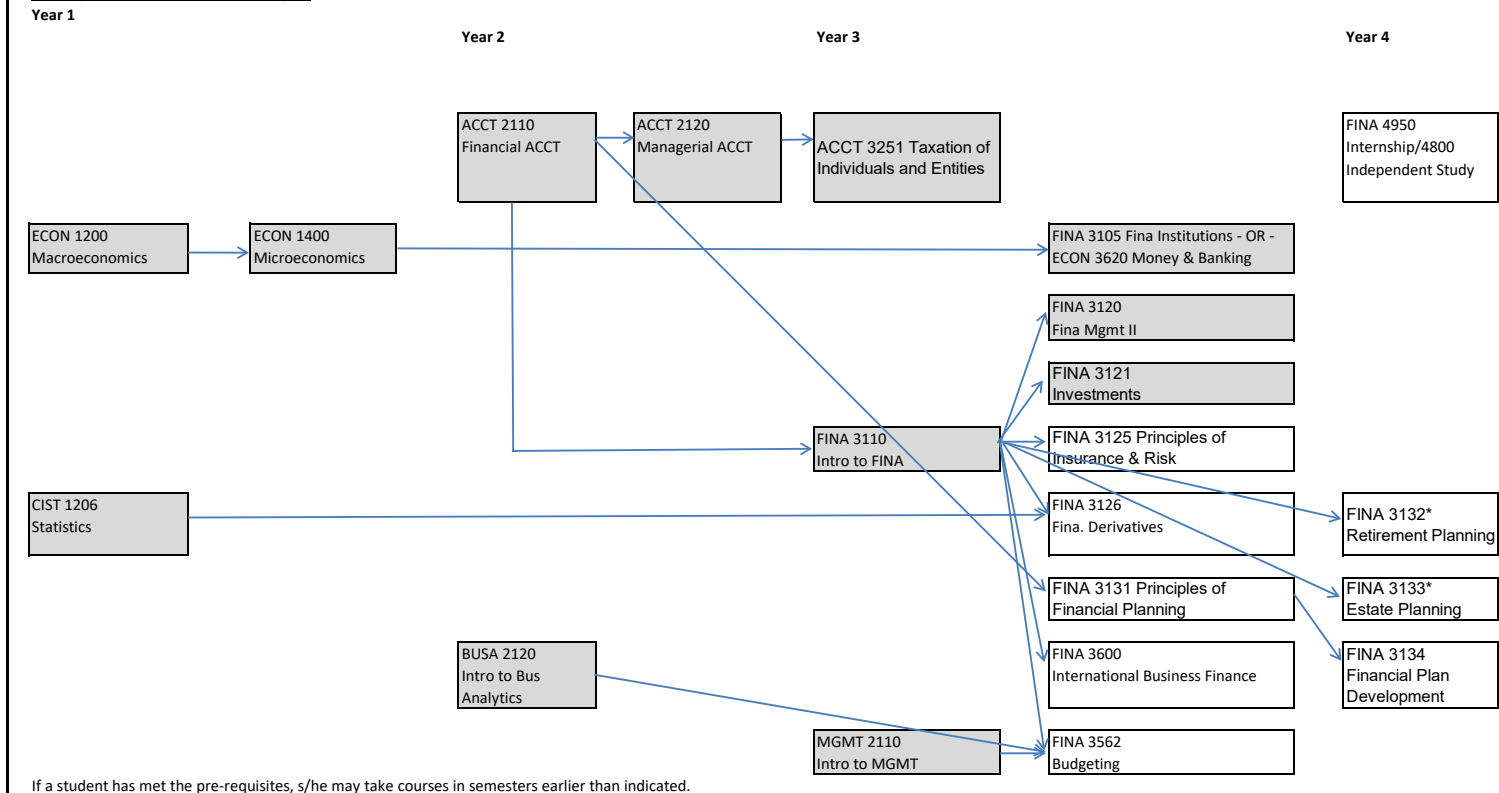 Year 1
Year 2
Year 3
Year 4
ACCT 2110
Financial ACCT
ACCT 2120
Managerial ACCT
ACCT 3251 Taxation of
Individuals and Entities
FINA 4950
Internship/4800
Independent Study
ECON 1200
Macroeconomics
ECON 1400
Microeconomics
FINA 3105 Fina Institutions - OR -
ECON 3620 Money & Banking
FINA 3120
Fina Mgmt II
FINA 3121
Investments
FINA 3110
Intro to FINA
FINA 3125 Principles of
Insurance & Risk
CIST 1206
Statistics
FINA 3126
Fina. Derivatives
FINA 3132*
Retirement Planning
FINA 3131 Principles of
Financial Planning
FINA 3133*
Estate Planning
BUSA 2120
Intro to Bus
Analytics
FINA 3600
International Business Finance
FINA 3134
Financial Plan
Development
MGMT 2110
Intro to MGMT
FINA 3562
Budgeting
If a student has met the pre-requisites, s/he may take courses in semesters earlier than indicated.